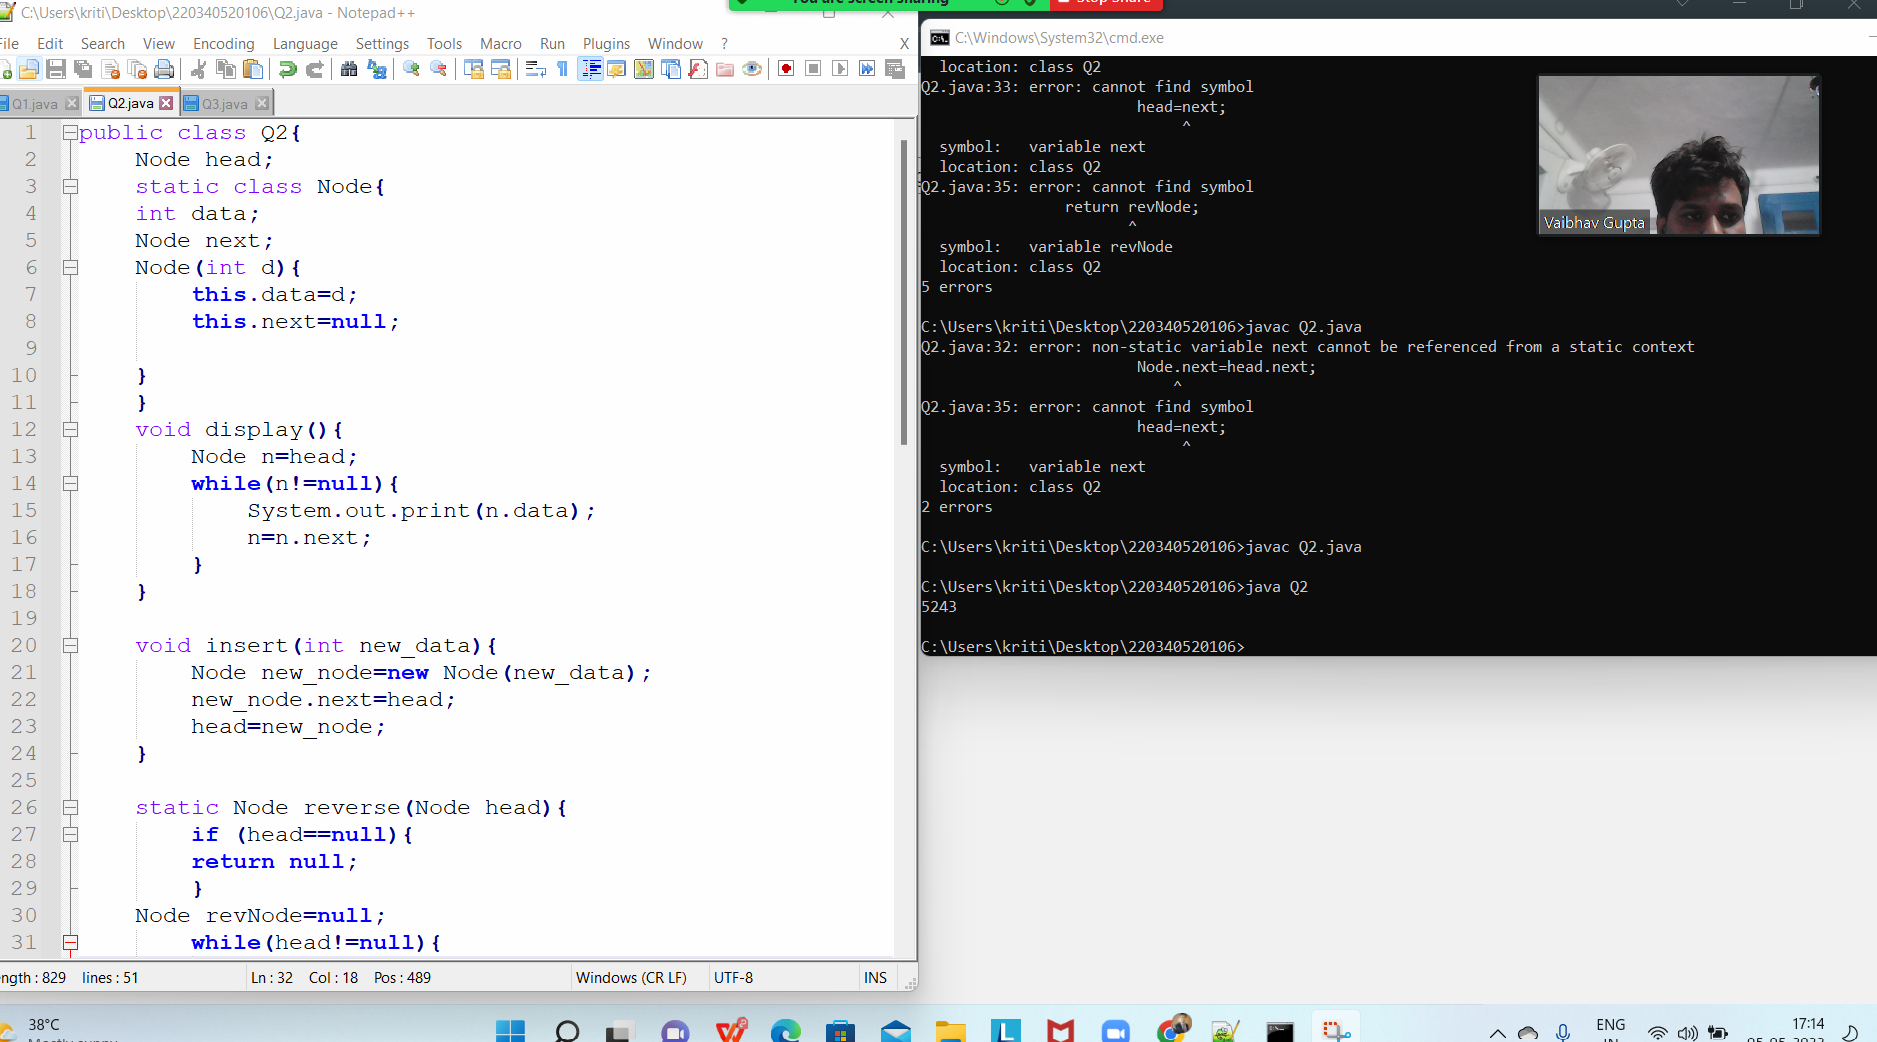 C:\Users\kriti\Desktop\220340520106\Q2.java - Notepad++
You are screen sharing
Stop Share
File Edit Search View Encoding Language Settings Tools Macro Run Plugins Window ? X
Q1.java Q2.java Q3.java
1 public class Q2{
2 Node head;
3 static class Node{
4 int data;
5 Node next;
6 Node(int d){
7 this.data=d;
8 this.next=null;
9
10 }
11 }
12 void display(){
13 Node n=head;
14 while(n!=null){
15 System.out.print(n.data);
16 n=n.next;
17 }
18 }
19
20 void insert(int new_data){
21 Node new_node=new Node(new_data);
22 new_node.next=head;
23 head=new_node;
24 }
25
26 static Node reverse(Node head){
27 if (head==null){
28 return null;
29 }
30 Node revNode=null;
31 while(head!=null){
ength : 829 lines : 51 Ln : 32 Col : 18 Pos : 489 Windows (CR LF) UTF-8 INS
C:\Windows\System32\cmd.exe
location: class Q2
Q2.java:33: error: cannot find symbol
head=next;
^
symbol: variable next
location: class Q2
Q2.java:35: error: cannot find symbol
return revNode;
^
symbol: variable revNode
location: class Q2
5 errors
C:\Users\kriti\Desktop\220340520106>javac Q2.java
Q2.java:32: error: non-static variable next cannot be referenced from a static context
Node.next=head.next;
^
Q2.java:35: error: cannot find symbol
head=next;
^
symbol: variable next
location: class Q2
2 errors
C:\Users\kriti\Desktop\220340520106>javac Q2.java
C:\Users\kriti\Desktop\220340520106>java Q2
5243
C:\Users\kriti\Desktop\220340520106>
Vaibhav Gupta
38°C
Mostly sunny
ENG
IN
17:14